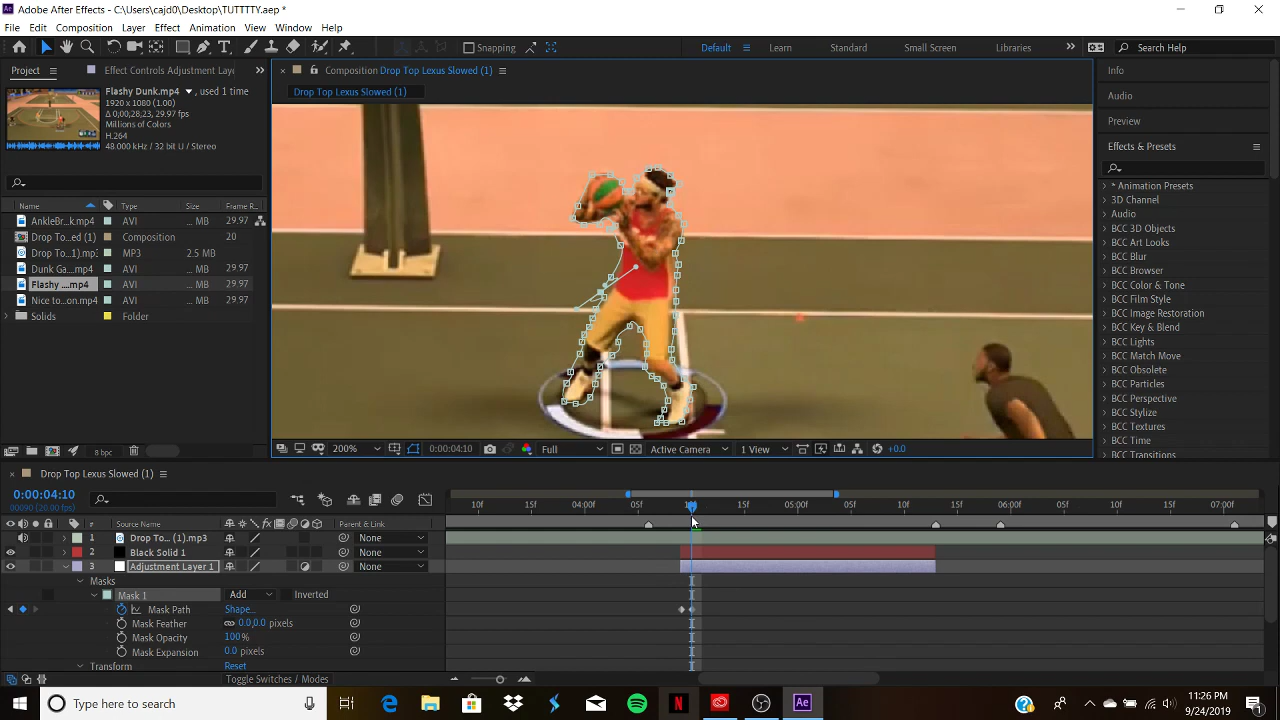 Adobe After Effects - C:\Users\cajd0\Desktop\TUTTTY.aep *
File Edit Composition Layer Effect Animation View Window Help
Snapping
Default Learn Standard Small Screen Libraries Search Help
Project Effect Controls Adjustment Lay
Composition Drop Top Lexus Slowed (1)
Flashy Dunk.mp4 , used 1 time
1920 x 1080 (1.00)
Δ 0;00;28;23, 29.97 fps
Millions of Colors
H.264
48.000 kHz / 32 bit U / Stereo
Drop Top Lexus Slowed (1)
Name Type Size Frame R...
AnkleBr...k.mp4 AVI ... MB 29.97
Drop To...ed (1) Composition 20
Drop To...1).mp3 MP3 2.5 MB
Dunk Ga....mp4 AVI ... MB 29.97
Flashy ....mp4 AVI ... MB 29.97
Nice to...on.mp4 AVI ... MB 29.97
Solids Folder
8 bpc
200% 0:00:04:10 Full Active Camera 1 View +0.0
Info
Audio
Preview
Effects & Presets
* Animation Presets
3D Channel
Audio
BCC 3D Objects
BCC Art Looks
BCC Blur
BCC Browser
BCC Color & Tone
BCC Film Style
BCC Image Restoration
BCC Key & Blend
BCC Lights
BCC Match Move
BCC Obsolete
BCC Particles
BCC Perspective
BCC Stylize
BCC Textures
BCC Time
BCC Transitions
Drop Top Lexus Slowed (1)
0:00:04:10
00090 (20.00 fps)
10f 15f 04:00f 05f 10f 15f 05:00f 05f 10f 15f 06:00f 05f 10f 15f 07:00f
# Source Name Parent & Link
1 Drop To... (1).mp3 None
2 Black Solid 1 None
3 Adjustment Layer 1 None
Masks
Mask 1 Add Inverted
Mask Path Shape...
Mask Feather 0.0,0.0 pixels
Mask Opacity 100%
Mask Expansion 0.0 pixels
Transform Reset
Toggle Switches / Modes
Type here to search
11:26 PM
9/24/2019